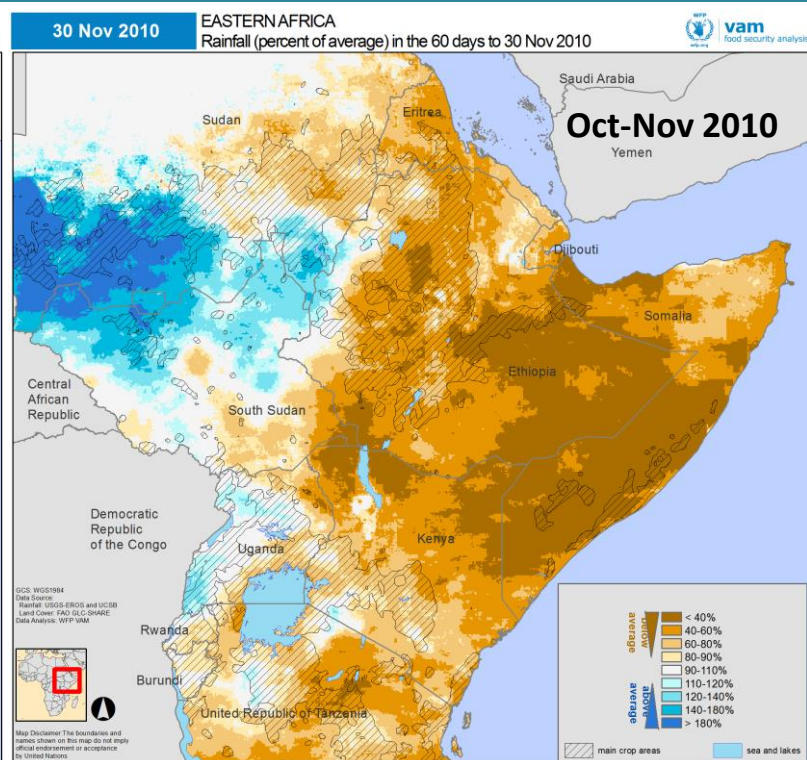 30 Nov 2010
EASTERN AFRICA
Rainfall (percent of average) in the 60 days to 30 Nov 2010
WFP
wfp.org
vam
food security analysis
Saudi Arabia
Oct-Nov 2010
Yemen
Sudan
Eritrea
Djibouti
Somalia
Ethiopia
Central
African
Republic
South Sudan
Democratic
Republic
of the Congo
Kenya
Uganda
GCS: WGS1984
Data Source:
Rainfall: USGS-EROS and UCSB
Land Cover: FAO GLC-SHARE
Data Analysis: WFP VAM
Rwanda
Burundi
United Republic of Tanzania
Map Disclaimer:The boundaries and
names shown on this map do not imply
official endorsement or acceptance
by United Nations
below
average
< 40%
40-60%
60-80%
80-90%
90-110%
110-120%
120-140%
140-180%
> 180%
above
average
main crop areas
sea and lakes